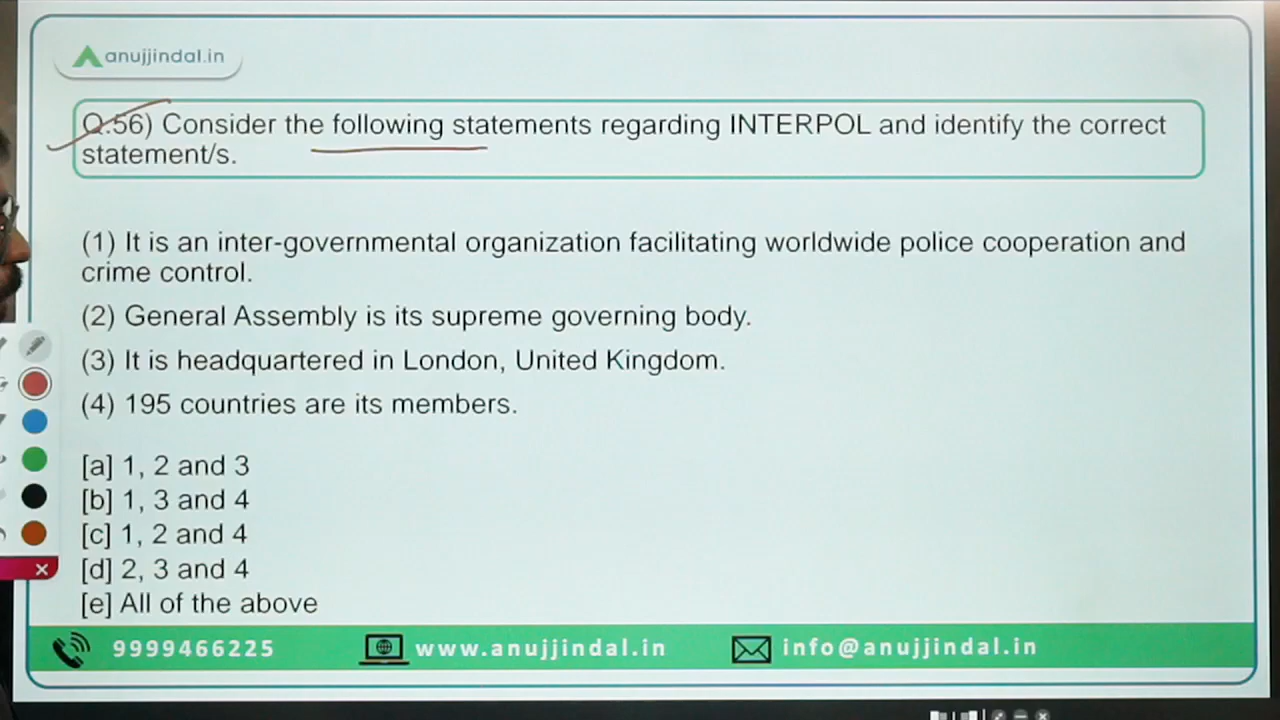 anujjindal.in
Q.56) Consider the following statements regarding INTERPOL and identify the correct
statement/s.
(1) It is an inter-governmental organization facilitating worldwide police cooperation and
crime control.
(2) General Assembly is its supreme governing body.
(3) It is headquartered in London, United Kingdom.
(4) 195 countries are its members.
[a] 1, 2 and 3
[b] 1, 3 and 4
[c] 1, 2 and 4
[d] 2, 3 and 4
[e] All of the above
9999466225 www.anujjindal.in info@anujjindal.in